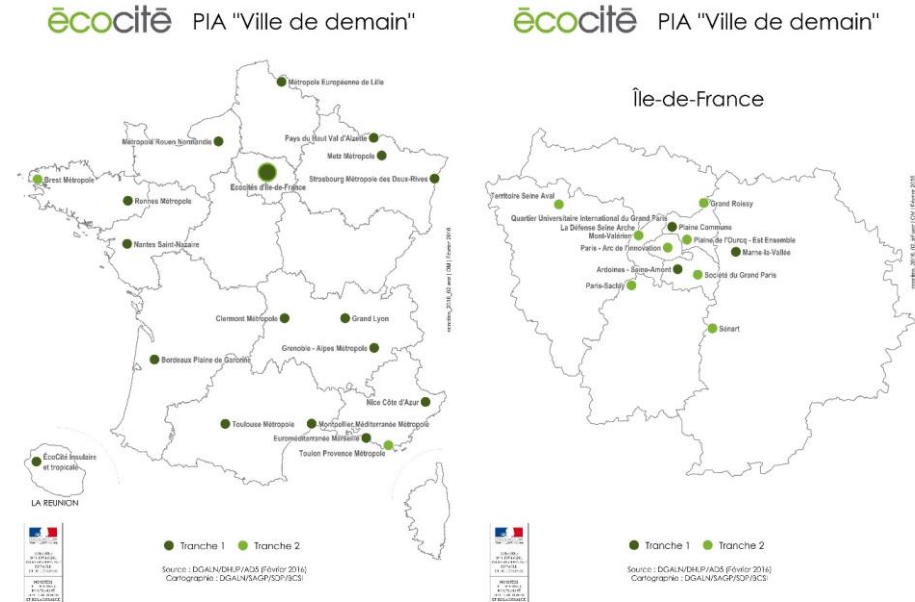 ēcocitē PIA "Ville de demain"
Métropole Européenne de Lille
Métropole Rouen Normandie
Pays du Haut Val d'Alzette
Metz Métropole
Strasbourg Métropole des Deux-Rives
Écocités d'Île-de-France
Brest Métropole
Rennes Métropole
Nantes Saint-Nazaire
Clermont Métropole
Grand Lyon
Grenoble - Alpes Métropole
Bordeaux Plaine de Garonne
Nice Côte d'Azur
Toulouse Métropole
Montpellier Méditerranée Métropole
Euroméditerranée Marseille
Toulon Provence Métropole
ÉcoCité Insulaire
et tropicale
LA REUNION
Tranche 1
Tranche 2
Source : DGALN/DHUP/AD5 (Février 2016)
Cartographie : DGALN/SAGP/SDP/BCSI
ēcocitē PIA "Ville de demain"
Île-de-France
Territoire Seine Aval
Grand Roissy
Quartier Universitaire International du Grand Paris
Plaine Commune
La Défense Seine Arche
Mont-Valérien
Plaine de l'Ourcq - Est Ensemble
Paris - Arc de l'innovation
Marne-la-Vallée
Ardoines - Seine-Amont
Société du Grand Paris
Paris-Saclay
Sénart
Tranche 1
Tranche 2
Source : DGALN/DHUP/AD5 (Février 2016)
Cartographie : DGALN/SAGP/SDP/BCSI